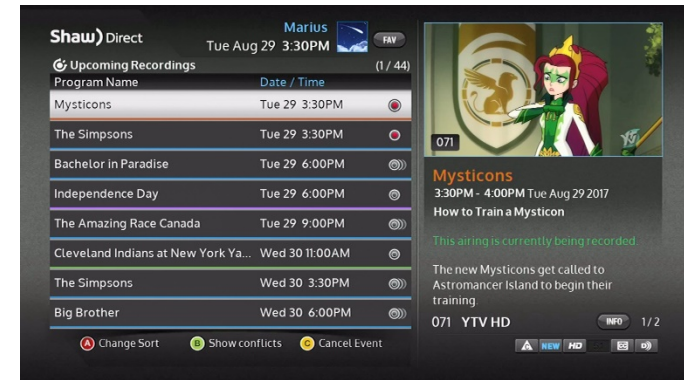 Shaw) Direct
Marius
Tue Aug 29 3:30PM
FAV
Upcoming Recordings (1 / 44)
Program Name Date / Time
Mysticons Tue 29 3:30PM
The Simpsons Tue 29 3:30PM
Bachelor in Paradise Tue 29 6:00PM
Independence Day Tue 29 6:00PM
The Amazing Race Canada Tue 29 9:00PM
Cleveland Indians at New York Ya... Wed 30 11:00AM
The Simpsons Wed 30 3:30PM
Big Brother Wed 30 6:00PM
A Change Sort B Show conflicts C Cancel Event
071
Mysticons
3:30PM - 4:00PM Tue Aug 29 2017
How to Train a Mysticon
This airing is currently being recorded.
The new Mysticons get called to
Astromancer Island to begin their
training.
071 YTV HD INFO 1/2
NEW HD CC D))